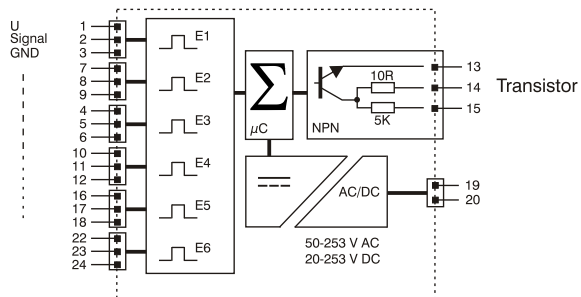 U
Signal
GND
1
2
3
E1
7
8
9
E2
4
5
6
E3
10
11
12
E4
16
17
18
E5
22
23
24
E6
Σ
µC
NPN
10R
5K
13
14
15
Transistor
AC/DC
19
20
50-253 V AC
20-253 V DC